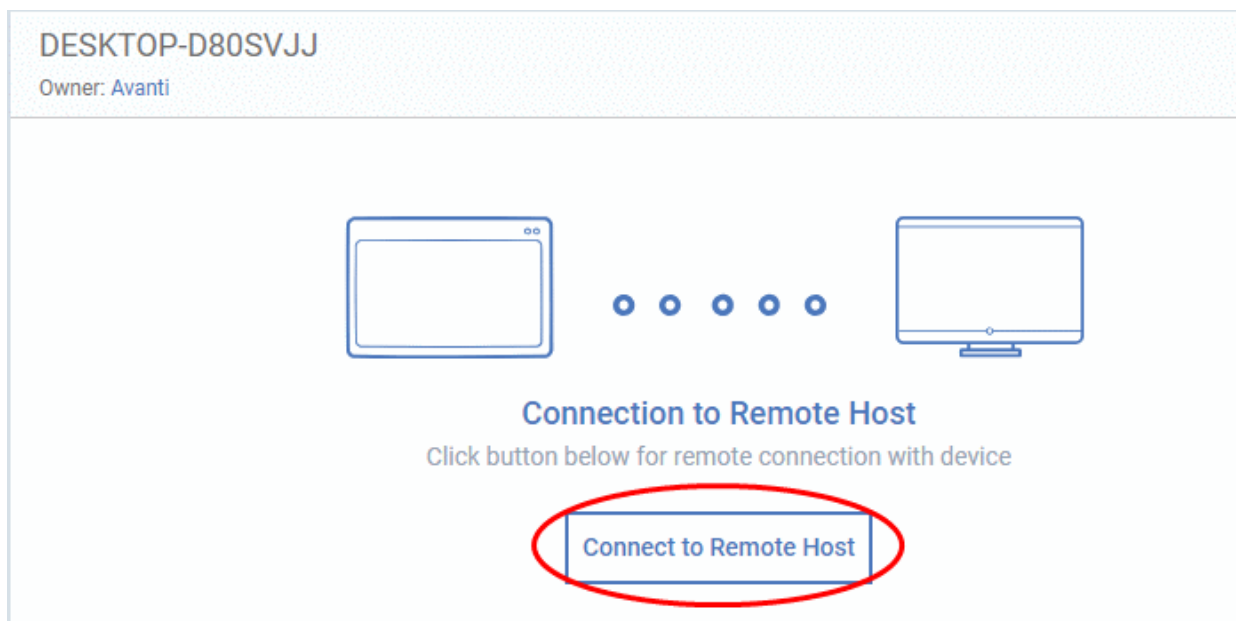 DESKTOP-D80SVJJ
Owner: Avanti
Connection to Remote Host
Click button below for remote connection with device
Connect to Remote Host